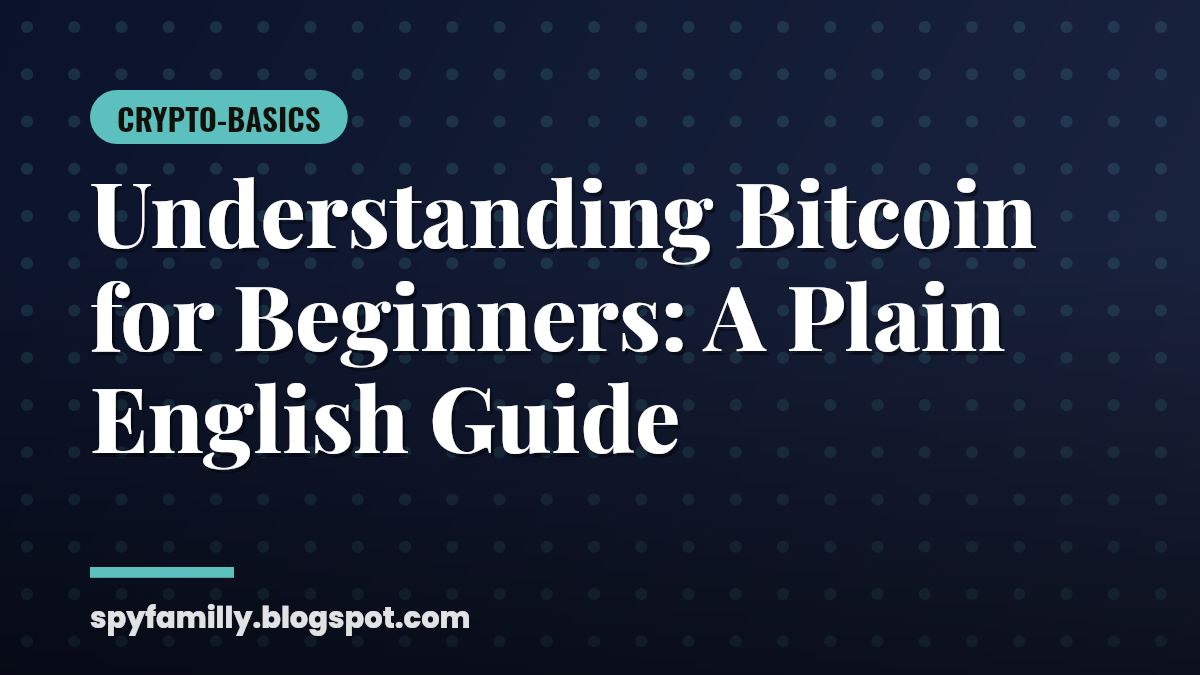 CRYPTO-BASICS
Understanding Bitcoin
for Beginners: A Plain
English Guide
spyfamilly.blogspot.com